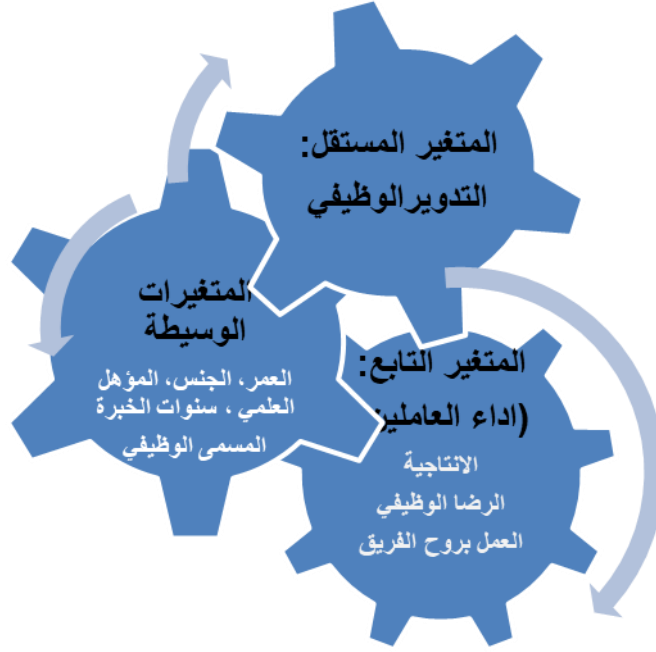 المتغير المستقل:
التدويرالوظيفي
المتغيرات
الوسيطة
العمر، الجنس، المؤهل
العلمي ، سنوات الخبرة
المسمى الوظيفي
المتغير التابع:
(اداء العاملين
الانتاجية
الرضا الوظيفي
العمل بروح الفريق